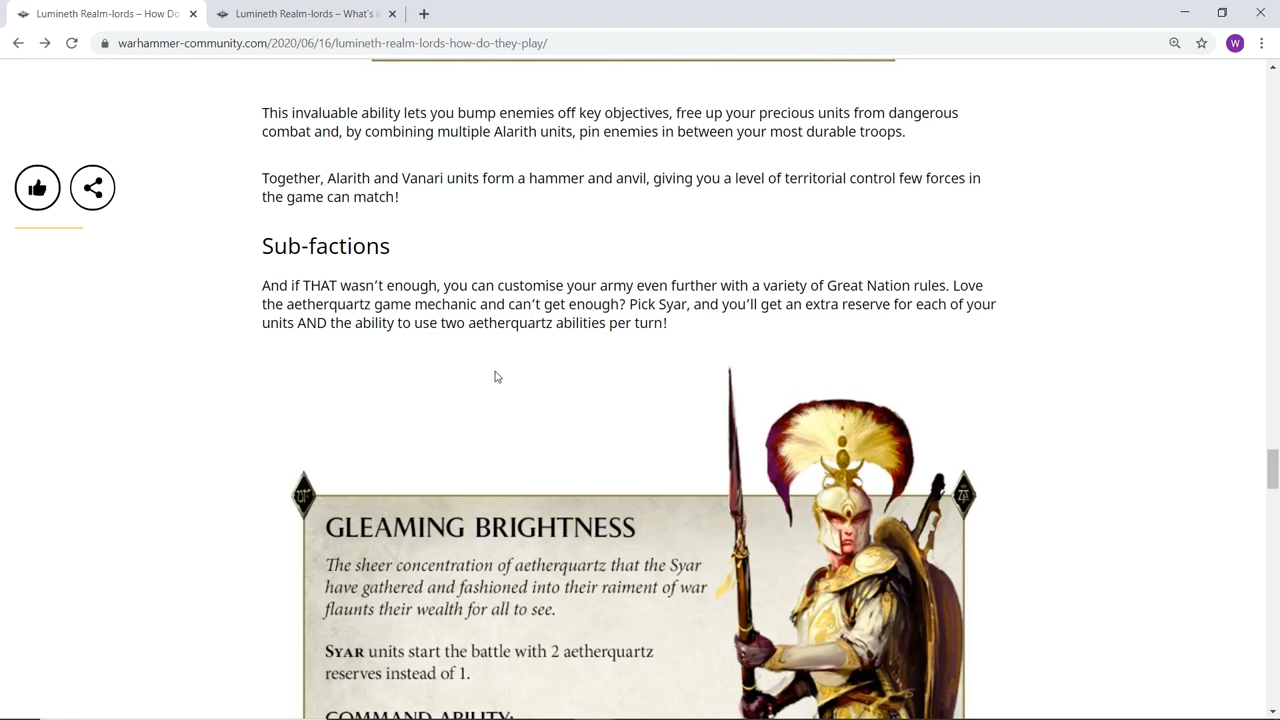 Lumineth Realm-lords – How Do
Lumineth Realm-lords – What's i
warhammer-community.com/2020/06/16/lumineth-realm-lords-how-do-they-play/
W
This invaluable ability lets you bump enemies off key objectives, free up your precious units from dangerous
combat and, by combining multiple Alarith units, pin enemies in between your most durable troops.
Together, Alarith and Vanari units form a hammer and anvil, giving you a level of territorial control few forces in
the game can match!
Sub-factions
And if THAT wasn't enough, you can customise your army even further with a variety of Great Nation rules. Love
the aetherquartz game mechanic and can't get enough? Pick Syar, and you'll get an extra reserve for each of your
units AND the ability to use two aetherquartz abilities per turn!
GLEAMING BRIGHTNESS
The sheer concentration of aetherquartz that the Syar
have gathered and fashioned into their raiment of war
flaunts their wealth for all to see.
SYAR units start the battle with 2 aetherquartz
reserves instead of 1.
COMMAND ABILITY: